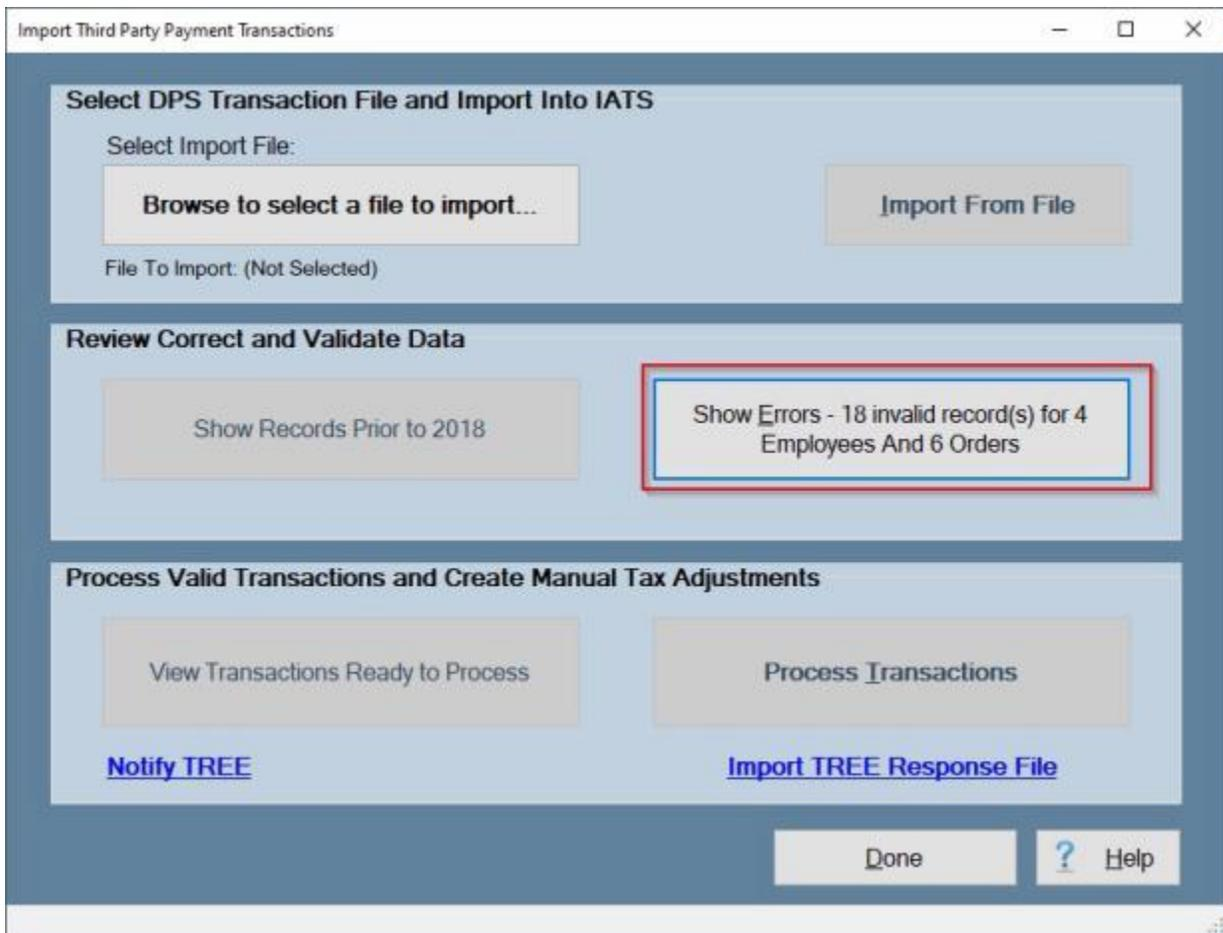 Import Third Party Payment Transactions
Select DPS Transaction File and Import Into IATS
Select Import File:
Browse to select a file to import...
Import From File
File To Import: (Not Selected)
Review Correct and Validate Data
Show Records Prior to 2018
Show Errors - 18 invalid record(s) for 4
Employees And 6 Orders
Process Valid Transactions and Create Manual Tax Adjustments
View Transactions Ready to Process
Process Transactions
Notify TREE
Import TREE Response File
Done
? Help